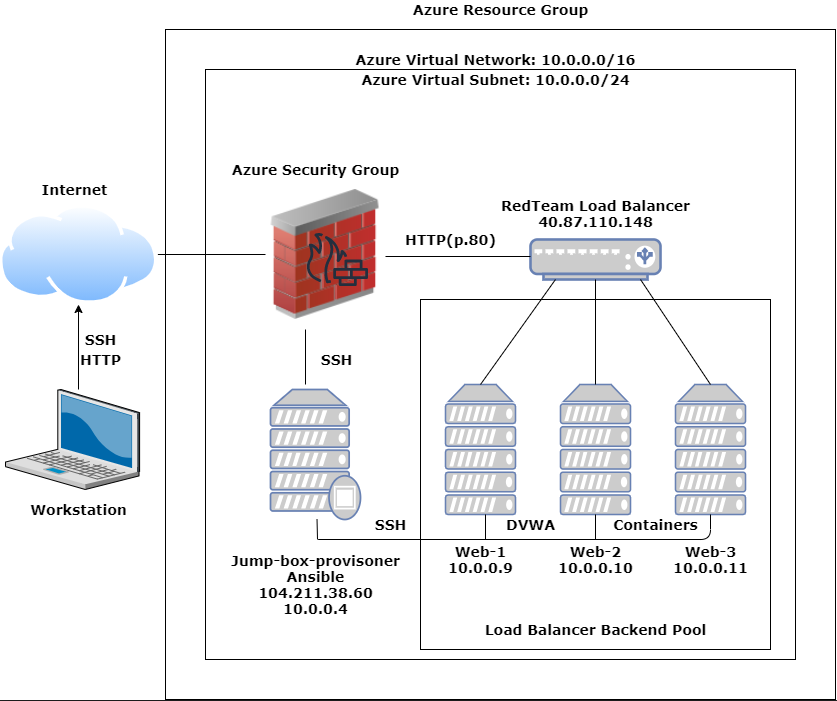 Azure Resource Group
Azure Virtual Network: 10.0.0.0/16
Azure Virtual Subnet: 10.0.0.0/24
Azure Security Group
Internet
RedTeam Load Balancer
40.87.110.148
HTTP(p.80)
SSH
HTTP
SSH
Workstation
SSH
DVWA
Containers
Jump-box-provisoner
Ansible
104.211.38.60
10.0.0.4
Web-1
10.0.0.9
Web-2
10.0.0.10
Web-3
10.0.0.11
Load Balancer Backend Pool